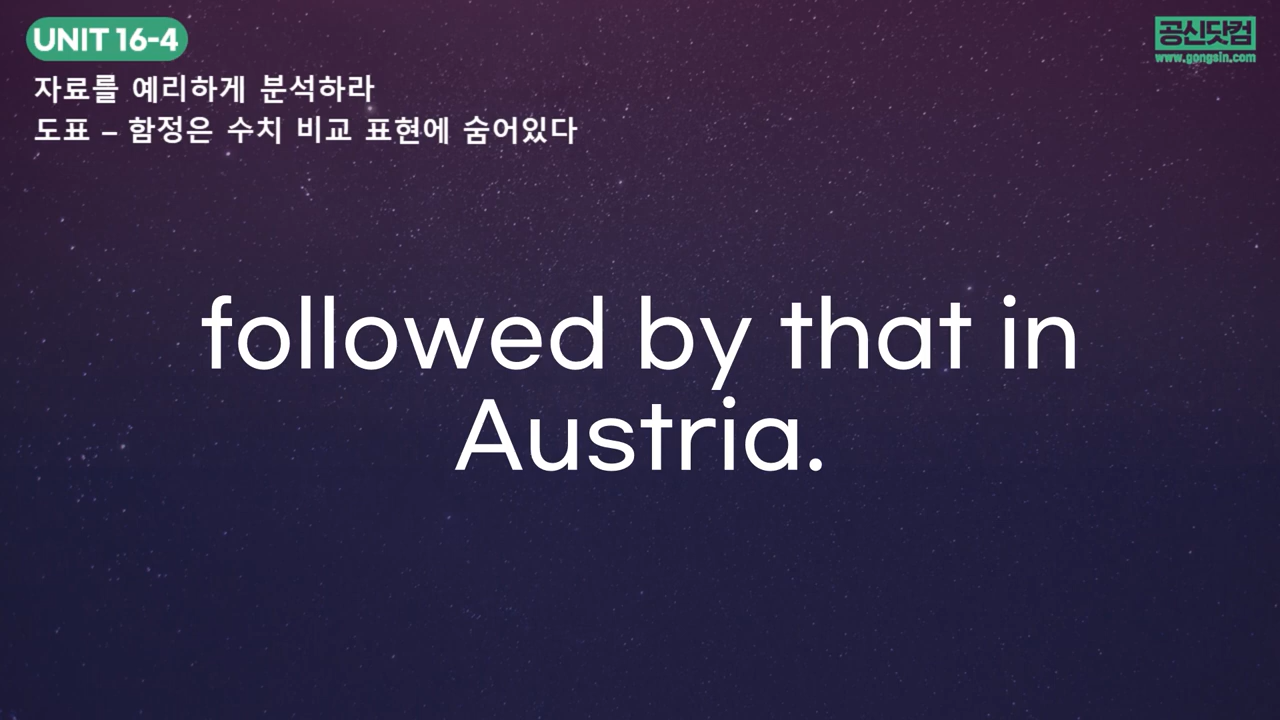 UNIT 16-4
공신닷컴
www.gongsin.com
자료를 예리하게 분석하라
도표 – 함정은 수치 비교 표현에 숨어있다
followed by that in
Austria.